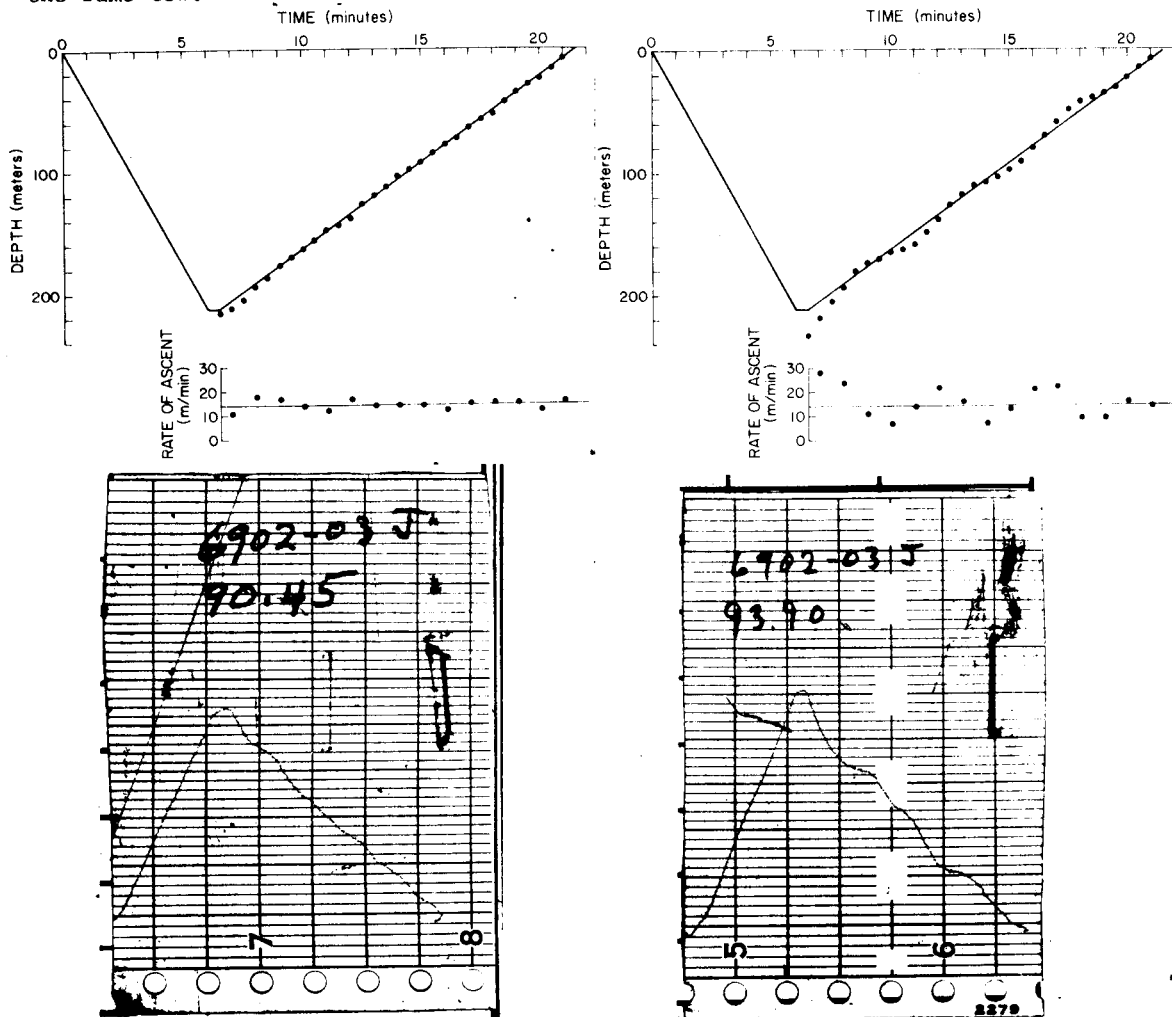 TIME (minutes)
0 5 10 15 20
0
100
200
DEPTH (meters)
RATE OF ASCENT
(m/min)
30
20
10
0
6902-03 J
90.45
7 8
TIME (minutes)
0 5 10 15 20
0
100
200
DEPTH (meters)
RATE OF ASCENT
(m/min)
30
20
10
0
6902-03 J
93.90
5 6
2279